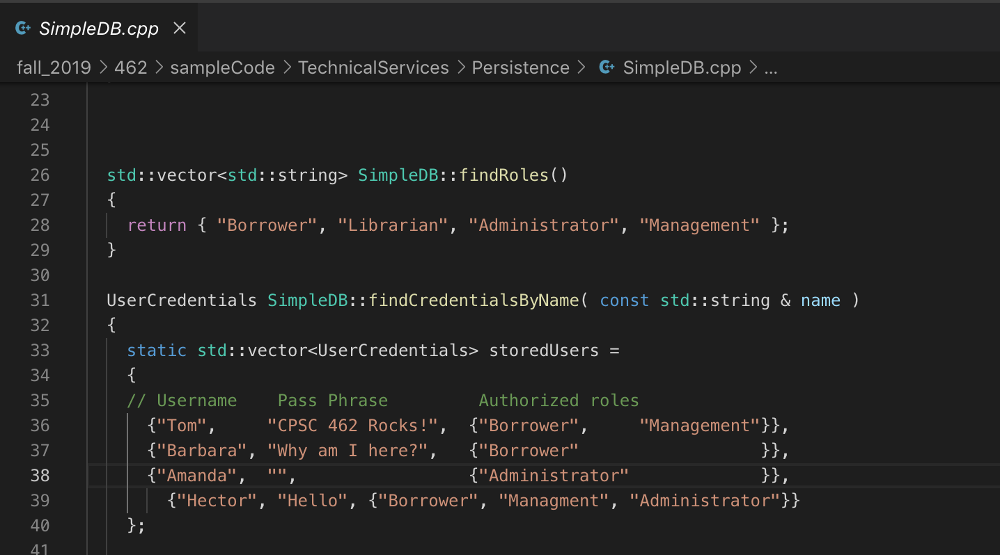 SimpleDB.cpp
fall_2019 > 462 > sampleCode > TechnicalServices > Persistence > SimpleDB.cpp > ...
23
24
25
26 std::vector<std::string> SimpleDB::findRoles()
27 {
28 return { "Borrower", "Librarian", "Administrator", "Management" };
29 }
30
31 UserCredentials SimpleDB::findCredentialsByName( const std::string & name )
32 {
33 static std::vector<UserCredentials> storedUsers =
34 {
35 // Username    Pass Phrase         Authorized roles
36 {"Tom",     "CPSC 462 Rocks!",  {"Borrower",     "Management"}},
37 {"Barbara", "Why am I here?",   {"Borrower"                  }},
38 {"Amanda",  "",                 {"Administrator"             }},
39 {"Hector", "Hello", {"Borrower", "Managment", "Administrator"}}
40 };
41